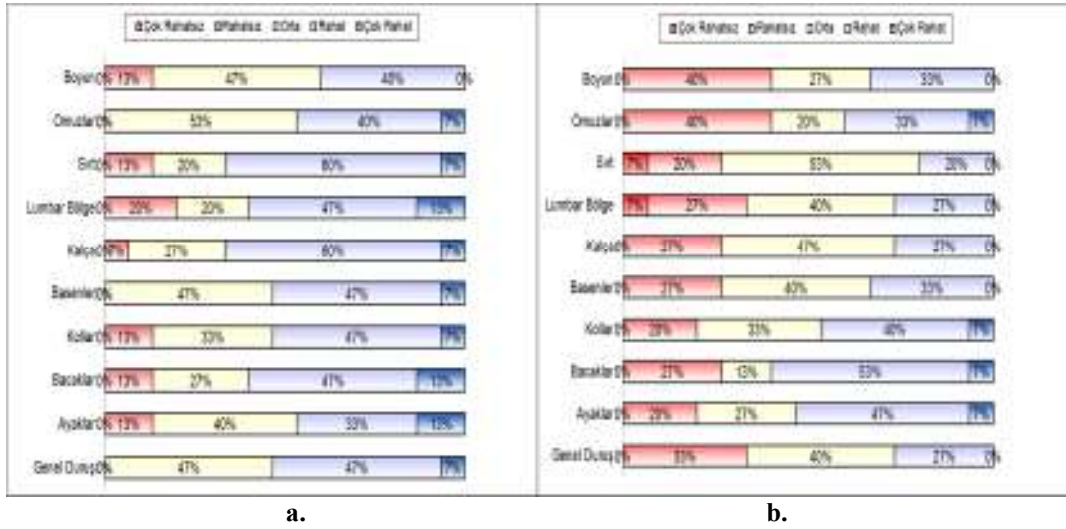 Çok Rahatsız Rahatsız Orta Rahat Çok Rahat
Boyun 0% 13% 47% 40% 0%
Omuzlar 0% 53% 40% 7%
Sırt 0% 13% 20% 60% 7%
Lumbar Bölge 0% 20% 20% 47% 13%
Kalça 0% 7% 27% 60% 7%
Basenler 0% 47% 47% 7%
Kollar 0% 13% 33% 47% 7%
Bacaklar 0% 13% 27% 47% 13%
Ayaklar 0% 13% 40% 33% 13%
Genel Duruş 0% 47% 47% 7%
a.
Çok Rahatsız Rahatsız Orta Rahat Çok Rahat
Boyun 0% 40% 27% 33% 0%
Omuzlar 0% 40% 20% 33% 7%
Sırt 7% 20% 53% 20% 0%
Lumbar Bölge 7% 27% 40% 27% 0%
Kalça 0% 27% 47% 27% 0%
Basenler 0% 27% 40% 33% 0%
Kollar 0% 20% 33% 40% 7%
Bacaklar 0% 27% 13% 53% 7%
Ayaklar 0% 20% 27% 47% 7%
Genel Duruş 0% 33% 40% 27% 0%
b.